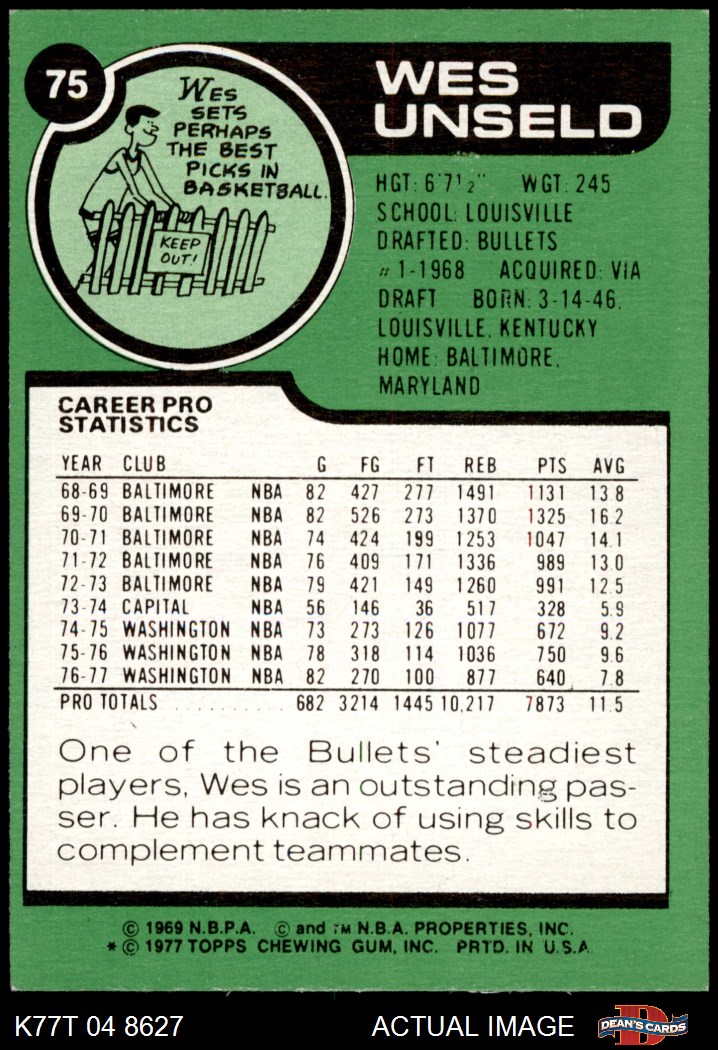 75
WES
UNSELD
WES
SETS
PERHAPS
THE BEST
PICKS IN
BASKETBALL.
KEEP
OUT!
HGT: 6'7 1/2" WGT: 245
SCHOOL: LOUISVILLE
DRAFTED: BULLETS
#1-1968 ACQUIRED: VIA
DRAFT BORN: 3-14-46,
LOUISVILLE, KENTUCKY
HOME: BALTIMORE,
MARYLAND
CAREER PRO
STATISTICS
YEAR CLUB G FG FT REB PTS AVG
68-69 BALTIMORE NBA 82 427 277 1491 1131 13.8
69-70 BALTIMORE NBA 82 526 273 1370 1325 16.2
70-71 BALTIMORE NBA 74 424 199 1253 1047 14.1
71-72 BALTIMORE NBA 76 409 171 1336 989 13.0
72-73 BALTIMORE NBA 79 421 149 1260 991 12.5
73-74 CAPITAL NBA 56 146 36 517 328 5.9
74-75 WASHINGTON NBA 73 273 126 1077 672 9.2
75-76 WASHINGTON NBA 78 318 114 1036 750 9.6
76-77 WASHINGTON NBA 82 270 100 877 640 7.8
PRO TOTALS .......... 682 3214 1445 10,217 7873 11.5
One of the Bullets' steadiest
players, Wes is an outstanding pas-
ser. He has knack of using skills to
complement teammates.
© 1969 N.B.P.A. © and TM N.B.A. PROPERTIES, INC.
* © 1977 TOPPS CHEWING GUM, INC. PRTD. IN U.S.A.
K77T 04 8627 ACTUAL IMAGE D DEAN'S CARDS